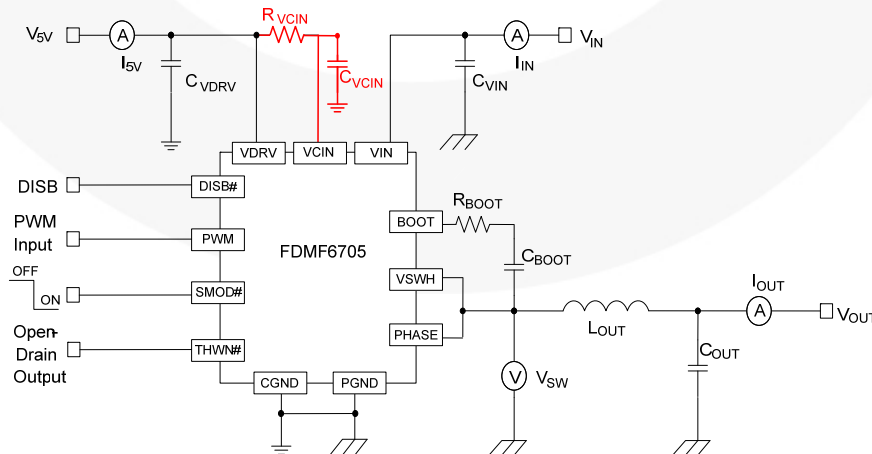 V5V
A
I5V
CVDRV
RVCIN
CVCIN
CVIN
A
IIN
VIN
VDRV
VCIN
VIN
DISB
DISB#
PWM
Input
PWM
OFF
ON
SMOD#
Open-
Drain
Output
THWN#
FDMF6705
BOOT
VSWH
PHASE
CGND
PGND
RBOOT
CBOOT
LOUT
V
VSW
IOUT
A
VOUT
COUT